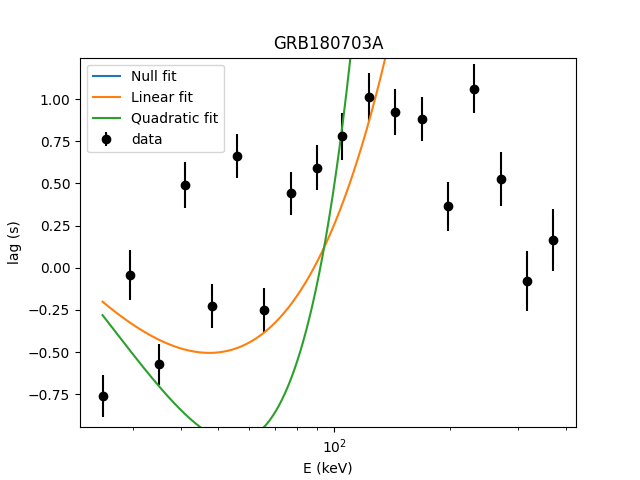 GRB180703A
Null fit
Linear fit
Quadratic fit
data
1.00
0.75
0.50
0.25
0.00
−0.25
−0.50
−0.75
lag (s)
10²
E (keV)